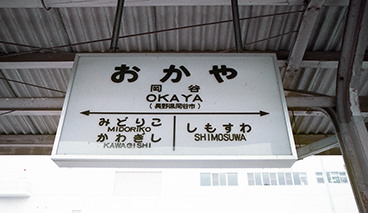 おかや
岡谷
OKAYA
(長野県岡谷市)
みどりこ
MIDORIKO
かわぎし
KAWAGISHI
しもすわ
SHIMOSUWA